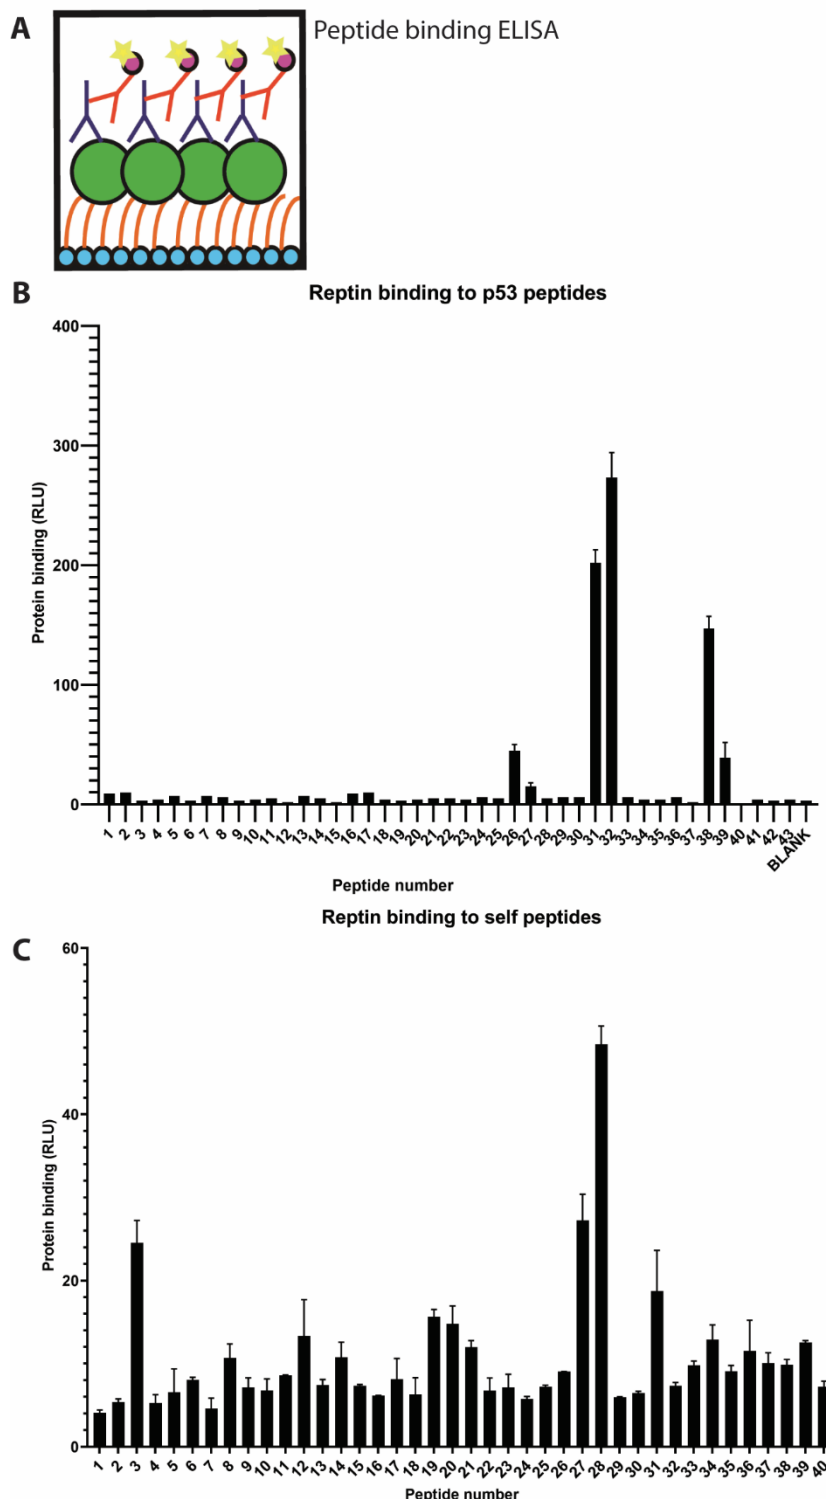 A Peptide binding ELISA
B
Reptin binding to p53 peptides
400
300
200
100
0
Protein binding (RLU)
1 2 3 4 5 6 7 8 9 10 11 12 13 14 15 16 17 18 19 20 21 22 23 24 25 26 27 28 29 30 31 32 33 34 35 36 37 38 39 40 41 42 43 BLANK
Peptide number
Reptin binding to self peptides
C
60
40
20
0
Protein binding (RLU)
1 2 3 4 5 6 7 8 9 10 11 12 13 14 15 16 17 18 19 20 21 22 23 24 25 26 27 28 29 30 31 32 33 34 35 36 37 38 39 40
Peptide number